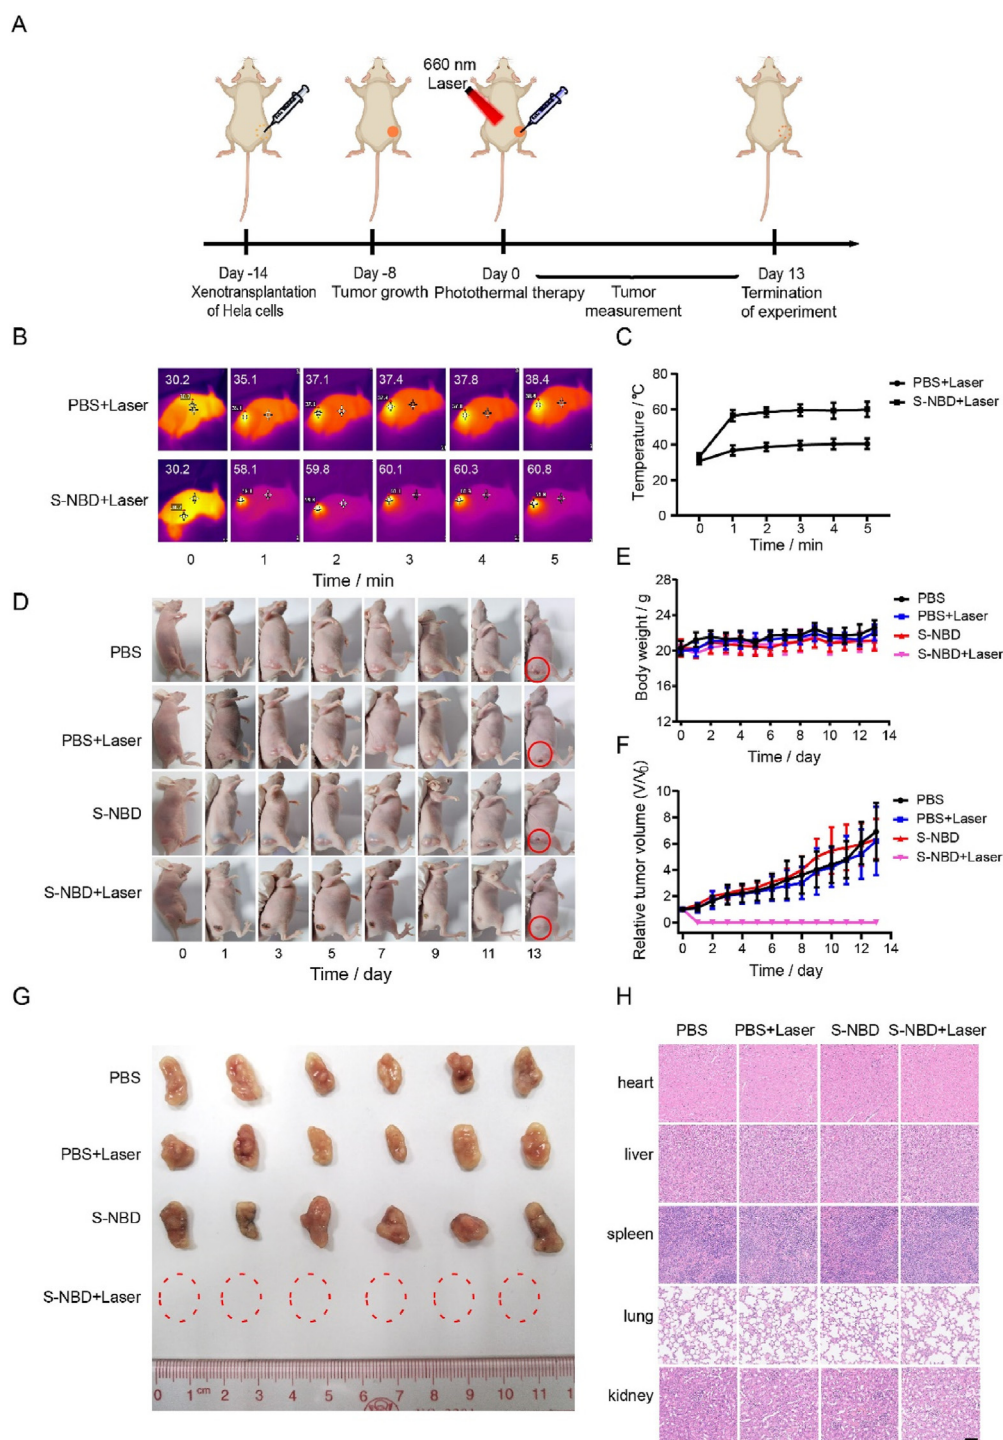 A
660 nm
Laser
Day -14
Xenotransplantation
of Hela cells
Day -8
Tumor growth
Day 0
Photothermal therapy
Tumor
measurement
Day 13
Termination
of experiment
B
PBS+Laser
30.2 35.1 37.1 37.4 37.8 38.4
S-NBD+Laser
30.2 58.1 59.8 60.1 60.3 60.8
0 1 2 3 4 5
Time / min
C
Temperature / ℃
80
60
40
20
0
0 1 2 3 4 5
Time / min
PBS+Laser
S-NBD+Laser
D
PBS
PBS+Laser
S-NBD
S-NBD+Laser
0 1 3 5 7 9 11 13
Time / day
E
Body weight / g
28
24
20
16
12
0 2 4 6 8 10 12 14
Time / day
PBS
PBS+Laser
S-NBD
S-NBD+Laser
F
Relative tumor volume (V/V0)
10
8
6
4
2
0
0 2 4 6 8 10 12 14
Time / day
PBS
PBS+Laser
S-NBD
S-NBD+Laser
G
PBS
PBS+Laser
S-NBD
S-NBD+Laser
0 1 cm 2 3 4 5 6 7 8 9 10 11
H
PBS PBS+Laser S-NBD S-NBD+Laser
heart
liver
spleen
lung
kidney